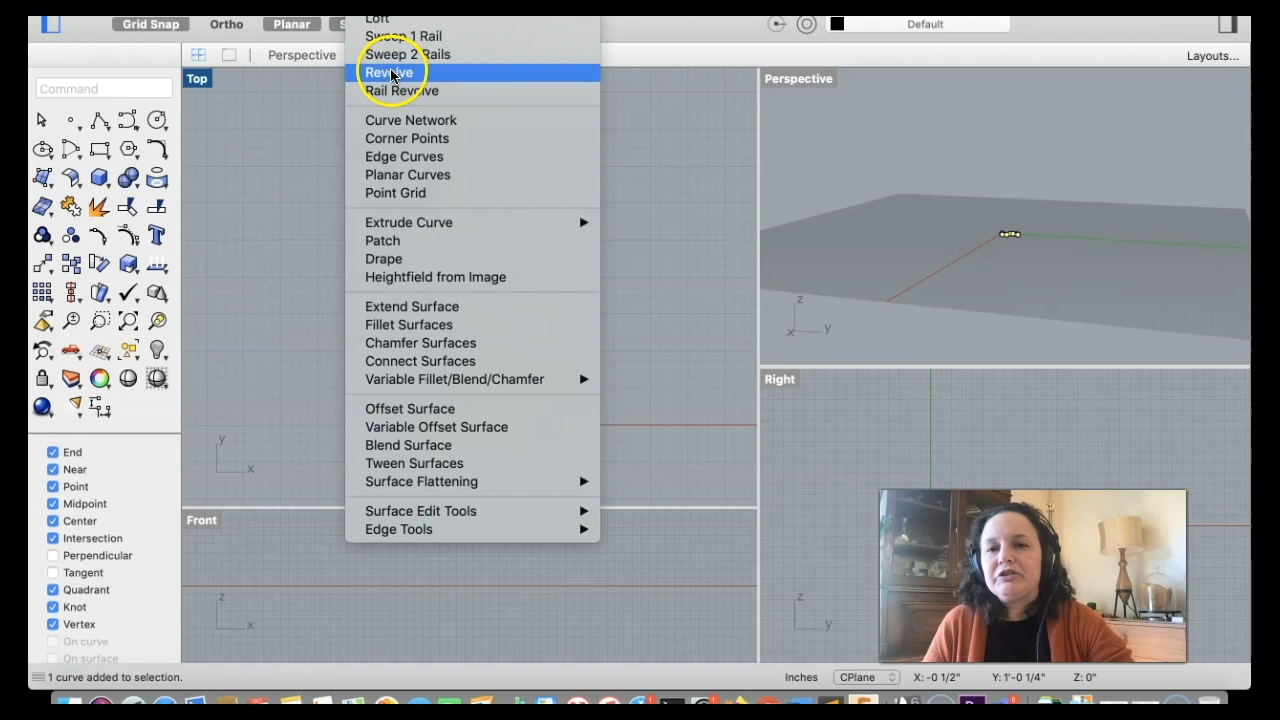 Grid Snap
Ortho
Planar
Default
Perspective
Layouts...
Loft
Sweep 1 Rail
Sweep 2 Rails
Revolve
Rail Revolve
Curve Network
Corner Points
Edge Curves
Planar Curves
Point Grid
Extrude Curve
Patch
Drape
Heightfield from Image
Extend Surface
Fillet Surfaces
Chamfer Surfaces
Connect Surfaces
Variable Fillet/Blend/Chamfer
Offset Surface
Variable Offset Surface
Blend Surface
Tween Surfaces
Surface Flattening
Surface Edit Tools
Edge Tools
Command
Top
y
x
Front
z
x
Perspective
z
x
y
Right
z
y
End
Near
Point
Midpoint
Center
Intersection
Perpendicular
Tangent
Quadrant
Knot
Vertex
On curve
On surface
1 curve added to selection.
Inches
CPlane
X: -0 1/2"
Y: 1'-0 1/4"
Z: 0"